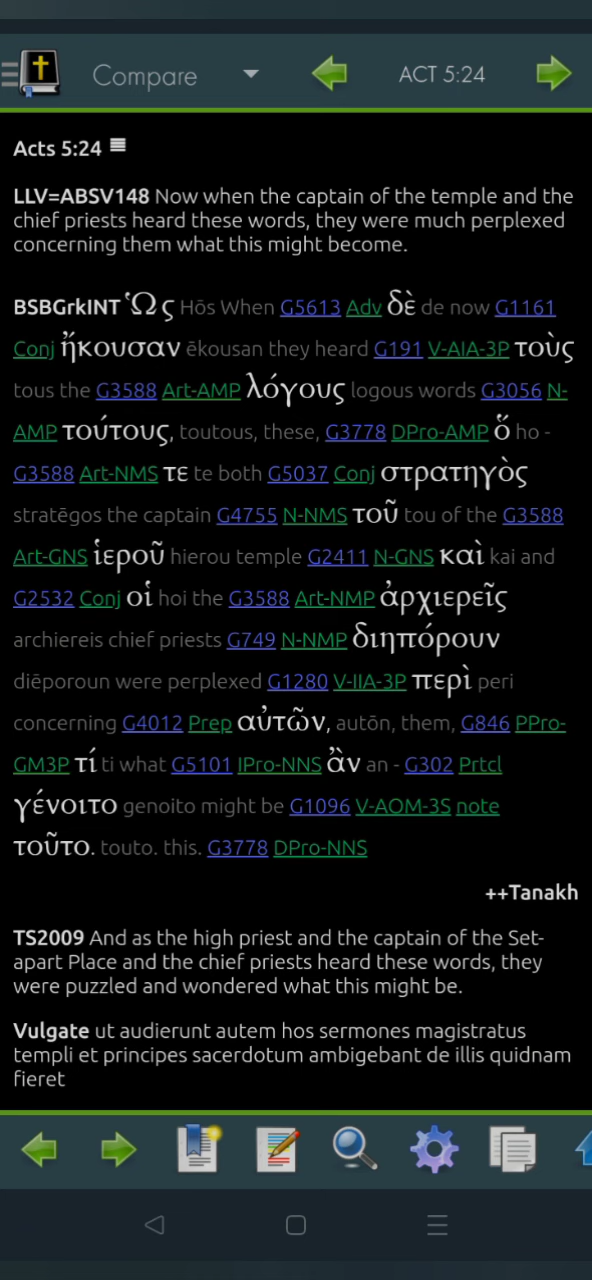 Compare
ACT 5:24
Acts 5:24
LLV=ABSV148 Now when the captain of the temple and the
chief priests heard these words, they were much perplexed
concerning them what this might become.
BSBGrkINT Ὡς Hōs When G5613 Adv δὲ de now G1161
Conj ἤκουσαν ēkousan they heard G191 V-AIA-3P τοὺς
tous the G3588 Art-AMP λόγους logous words G3056 N-
AMP τούτους, toutous, these, G3778 DPro-AMP ὅ ho -
G3588 Art-NMS τε te both G5037 Conj στρατηγὸς
stratēgos the captain G4755 N-NMS τοῦ tou of the G3588
Art-GNS ἱεροῦ hierou temple G2411 N-GNS καὶ kai and
G2532 Conj οἱ hoi the G3588 Art-NMP ἀρχιερεῖς
archiereis chief priests G749 N-NMP διηπόρουν
diēporoun were perplexed G1280 V-IIA-3P περὶ peri
concerning G4012 Prep αὐτῶν, autōn, them, G846 PPro-
GM3P τί ti what G5101 IPro-NNS ἂν an - G302 Prtcl
γένοιτο genoito might be G1096 V-AOM-3S note
τοῦτο. touto. this. G3778 DPro-NNS
++Tanakh
TS2009 And as the high priest and the captain of the Set-
apart Place and the chief priests heard these words, they
were puzzled and wondered what this might be.
Vulgate ut audierunt autem hos sermones magistratus
templi et principes sacerdotum ambigebant de illis quidnam
fieret